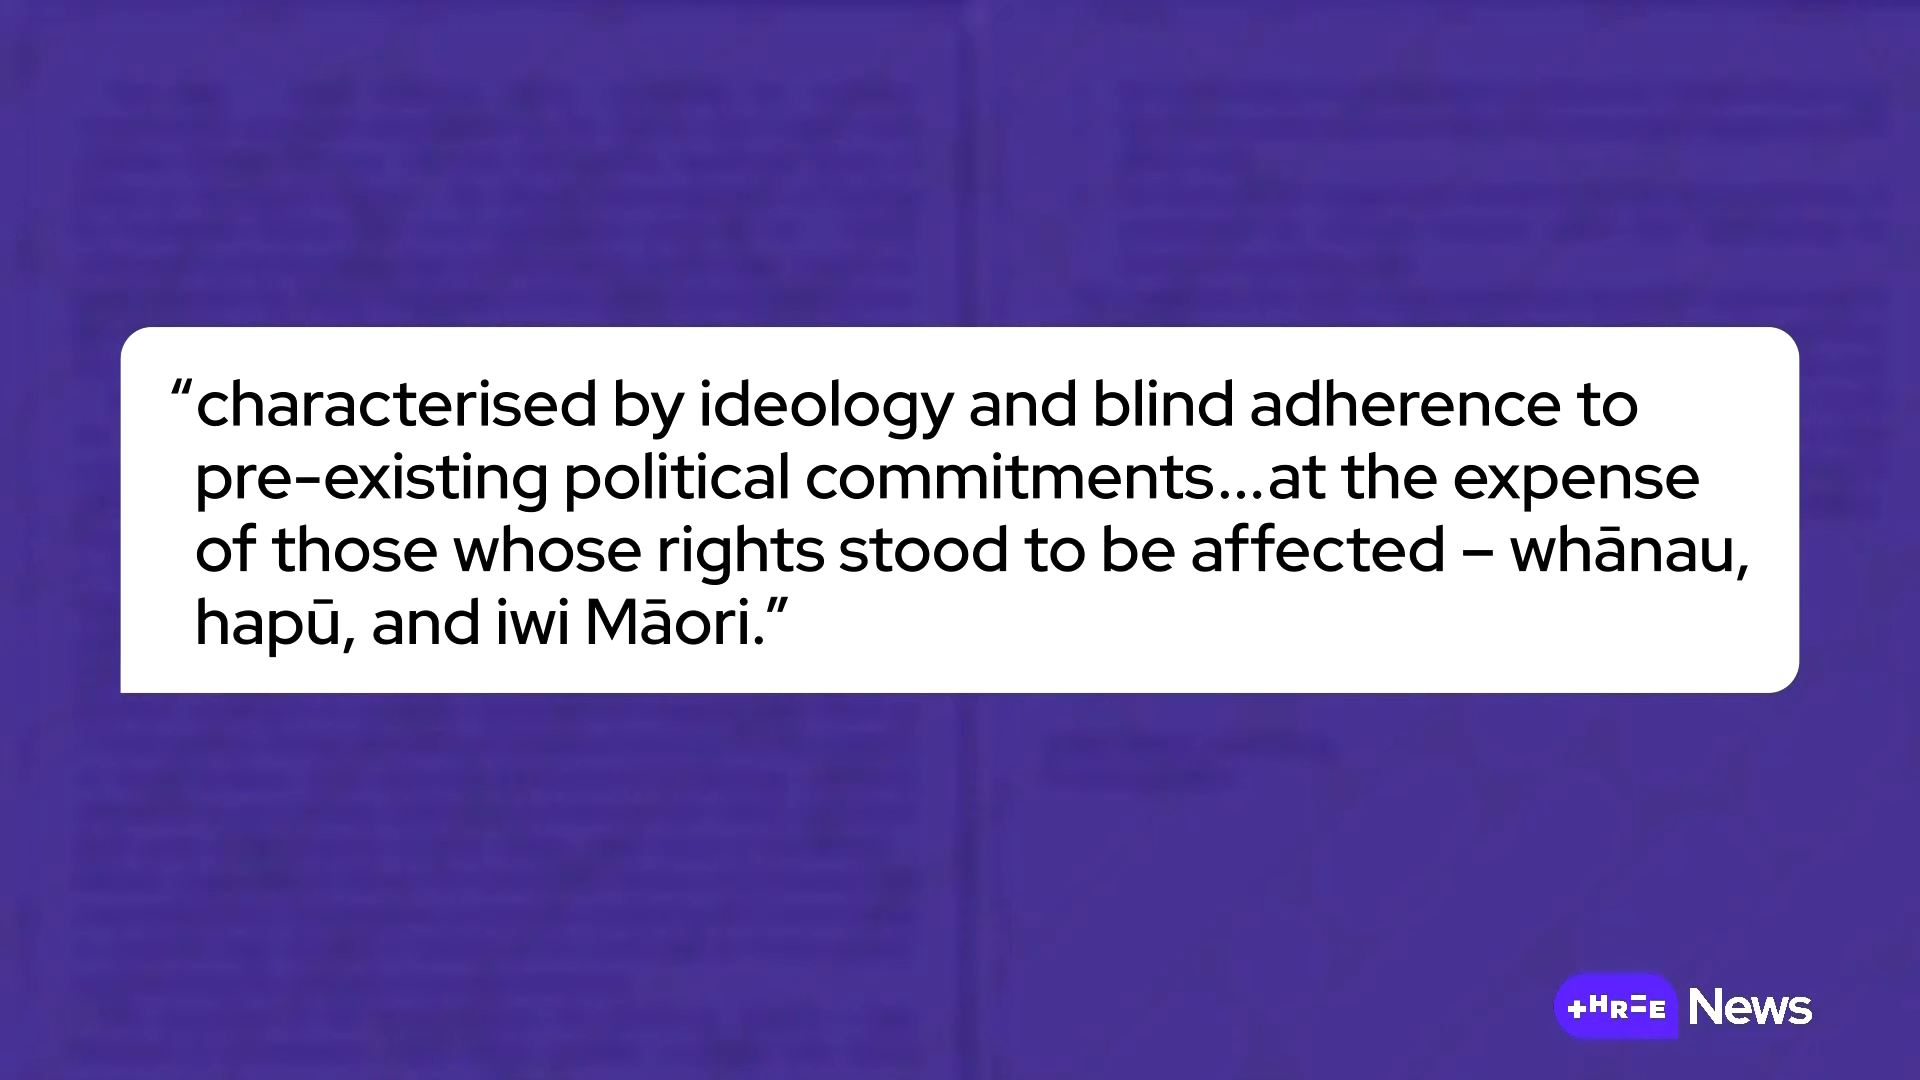 “characterised by ideology and blind adherence to
pre-existing political commitments...at the expense
of those whose rights stood to be affected – whānau,
hapū, and iwi Māori.”
+HR=E News